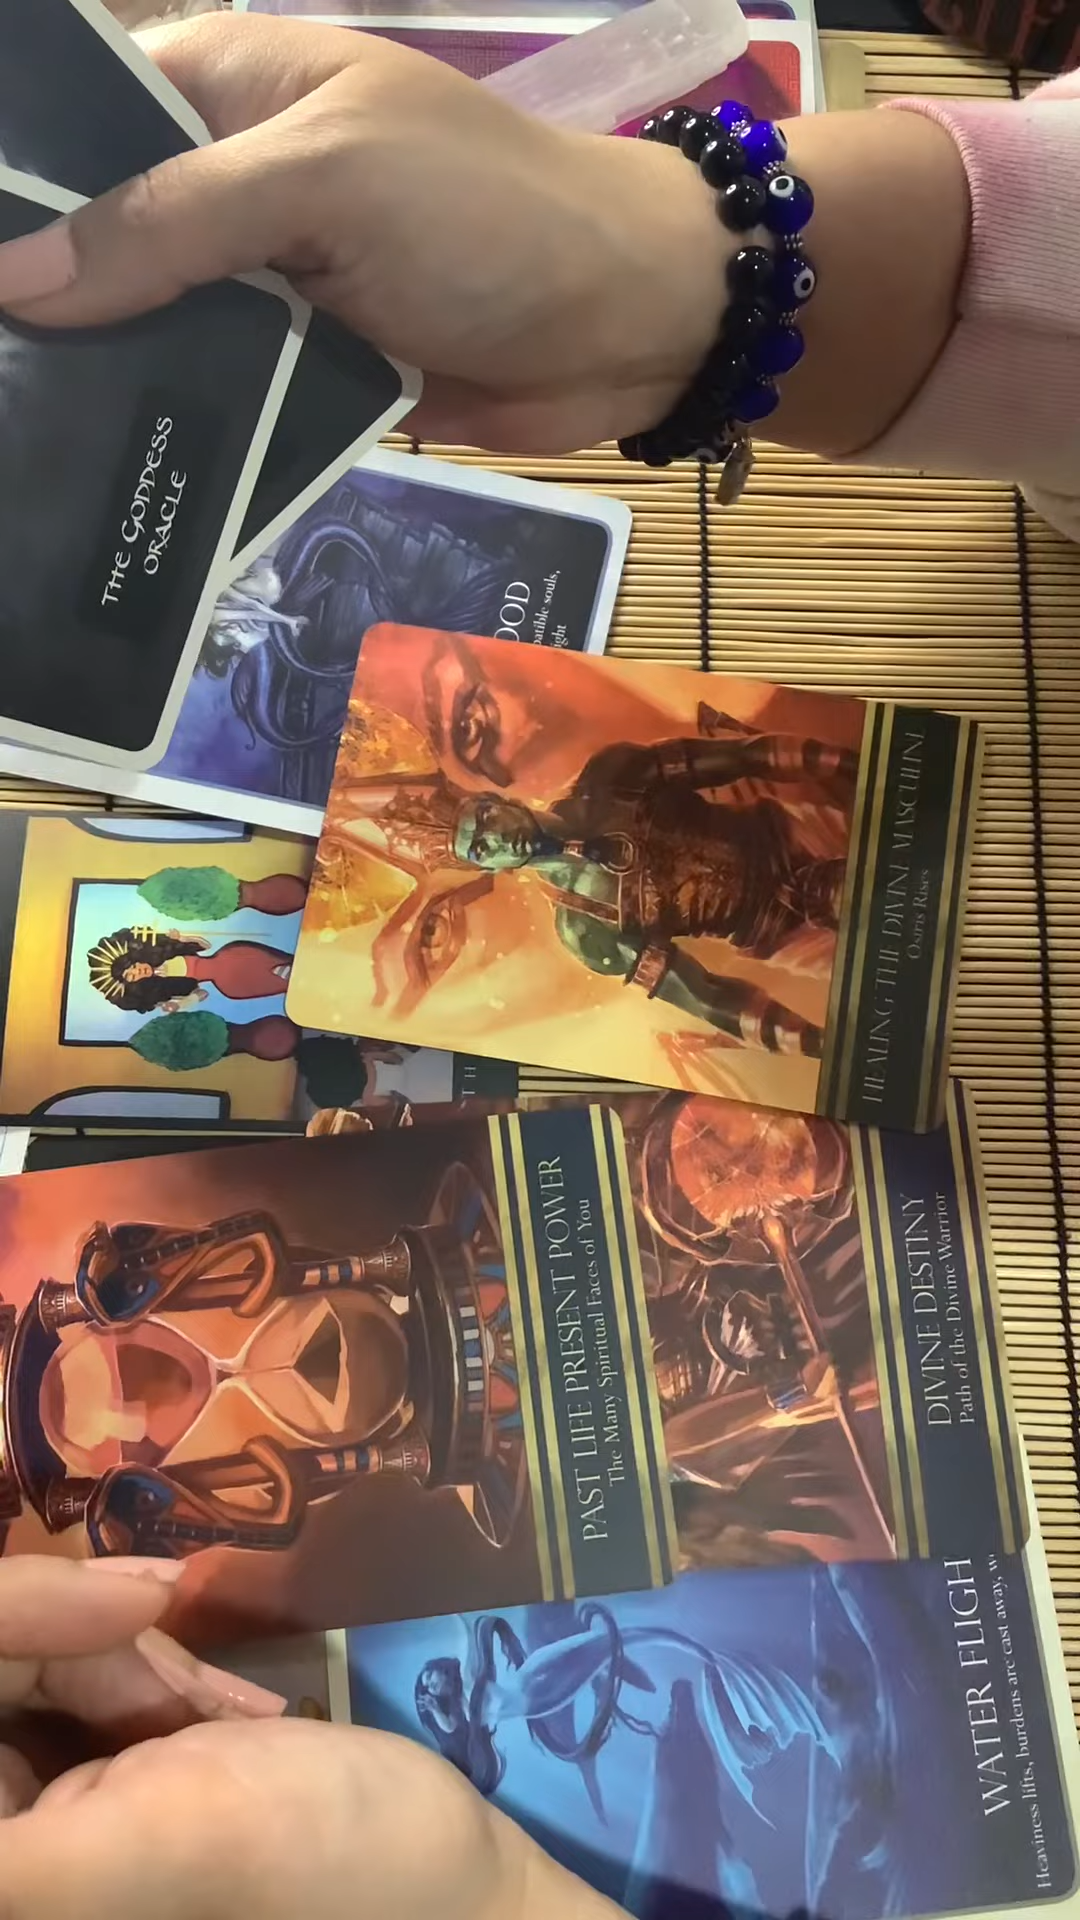 THE GODDESS
ORACLE
OOD
patible souls,
ight
HEALING THE DIVINE MASCULINE
Osiris Rises
TH
PAST LIFE PRESENT POWER
The Many Spiritual Faces of You
DIVINE DESTINY
Path of the Divine Warrior
WATER FLIGH
Heaviness lifts, burdens are cast away, w